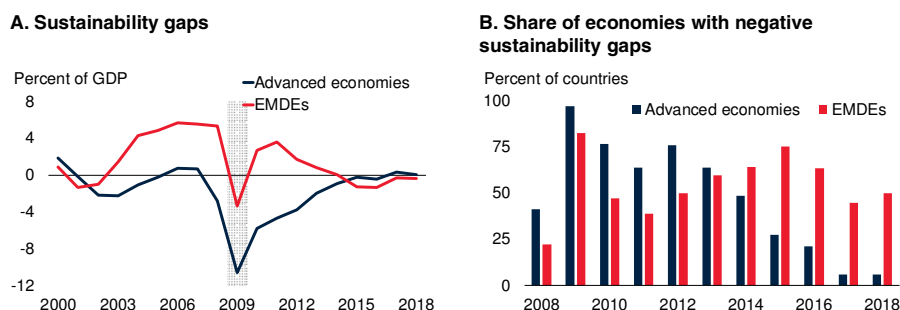 A. Sustainability gaps
Percent of GDP
Advanced economies
EMDEs
8
4
0
-4
-8
-12
2000 2003 2006 2009 2012 2015 2018
B. Share of economies with negative
sustainability gaps
Percent of countries
Advanced economies EMDEs
100
75
50
25
0
2008 2010 2012 2014 2016 2018